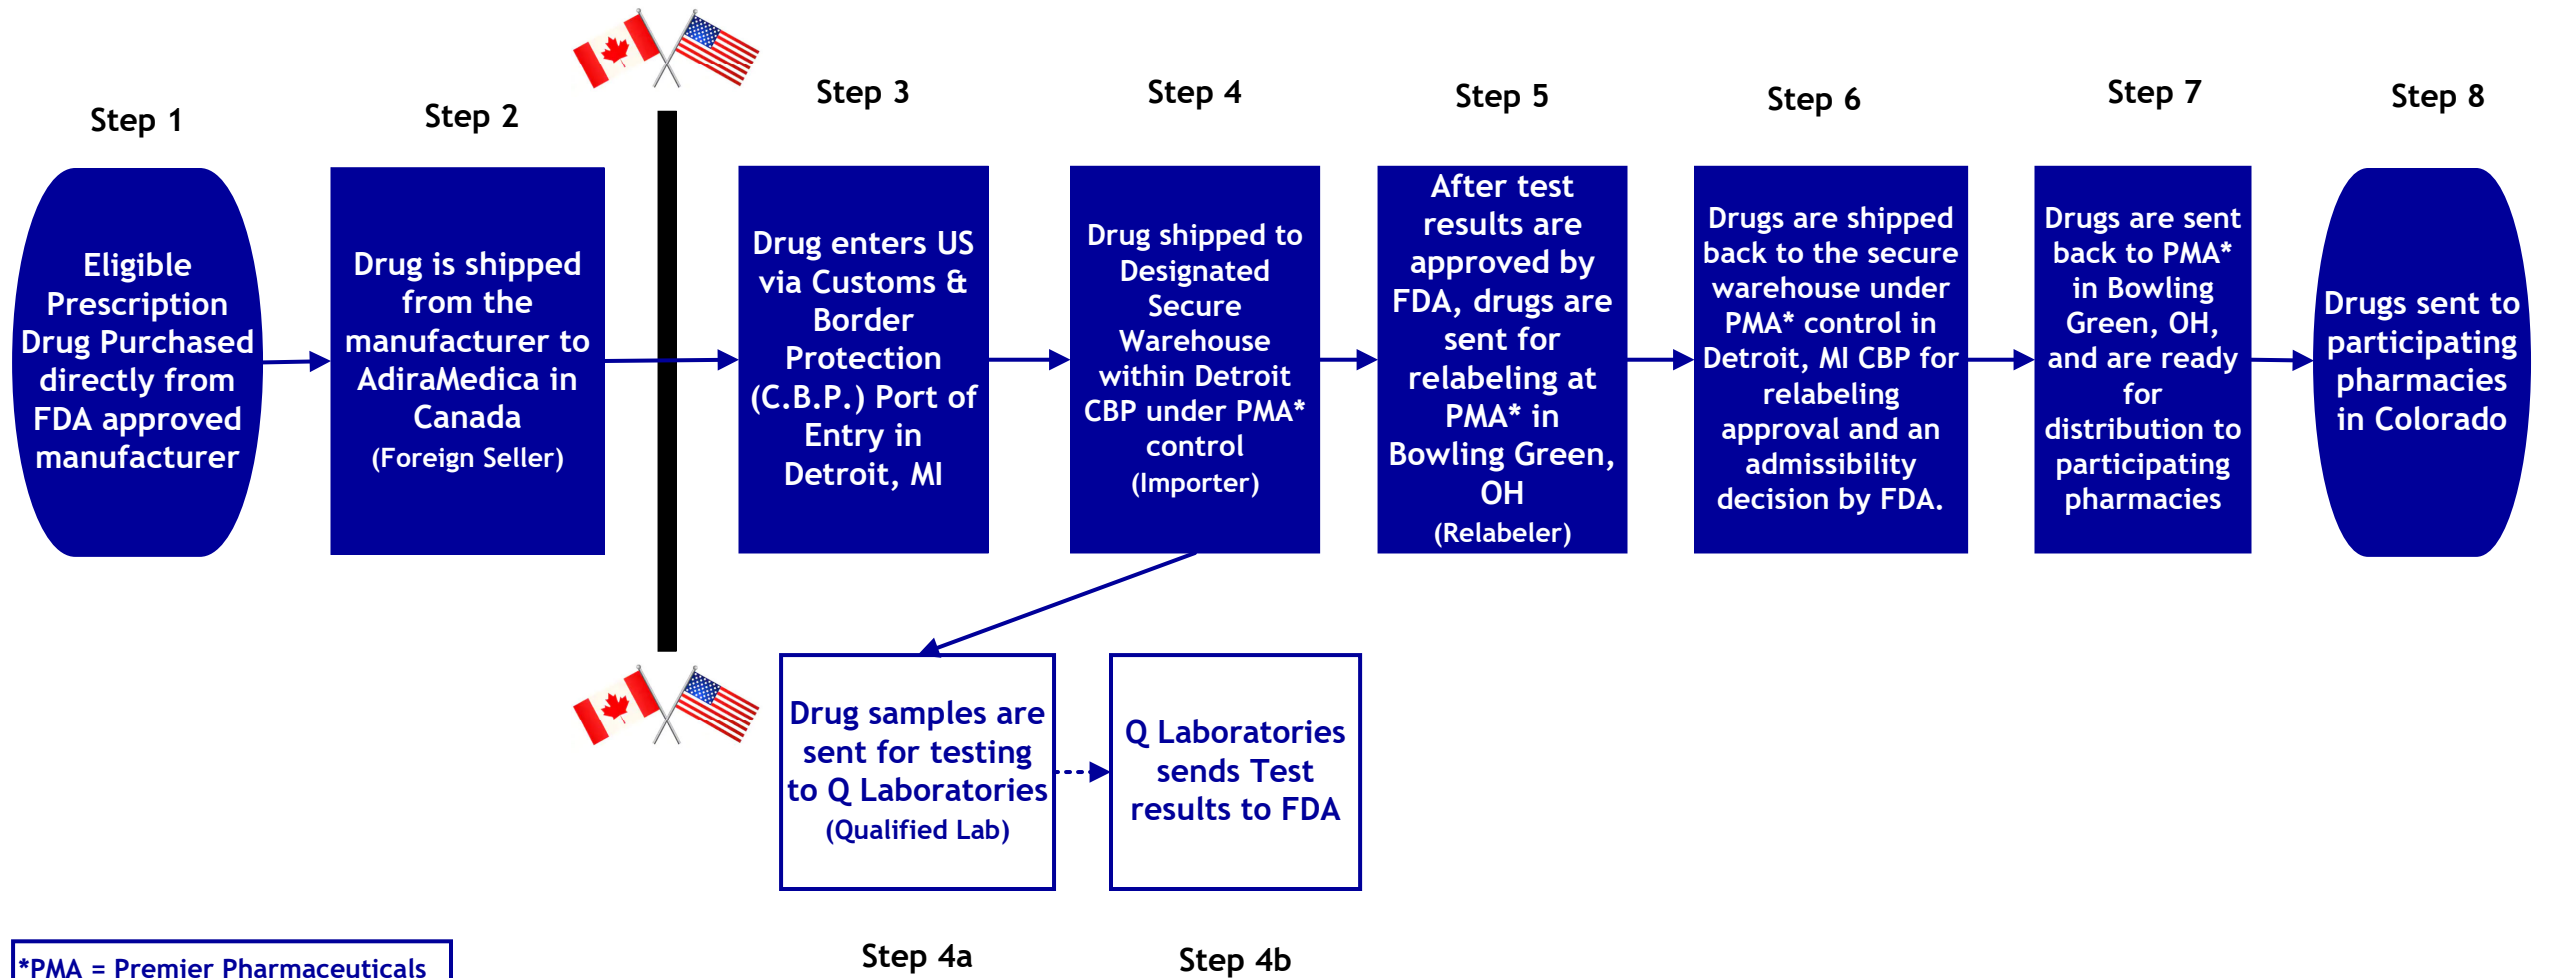 Step 1
Step 2
Step 3
Step 4
Step 5
Step 6
Step 7
Step 8
Eligible
Prescription
Drug Purchased
directly from
FDA approved
manufacturer
Drug is shipped
from the
manufacturer to
AdiraMedica in
Canada
(Foreign Seller)
Drug enters US
via Customs &
Border
Protection
(C.B.P.) Port of
Entry in
Detroit, MI
Drug shipped to
Designated
Secure
Warehouse
within Detroit
CBP under PMA*
control
(Importer)
After test
results are
approved by
FDA, drugs are
sent for
relabeling at
PMA* in
Bowling Green,
OH
(Relabeler)
Drugs are shipped
back to the secure
warehouse under
PMA* control in
Detroit, MI CBP for
relabeling
approval and an
admissibility
decision by FDA.
Drugs are sent
back to PMA*
in Bowling
Green, OH,
and are ready
for
distribution to
participating
pharmacies
Drugs sent to
participating
pharmacies
in Colorado
Drug samples are
sent for testing
to Q Laboratories
(Qualified Lab)
Q Laboratories
sends Test
results to FDA
Step 4a
Step 4b
*PMA = Premier Pharmaceuticals